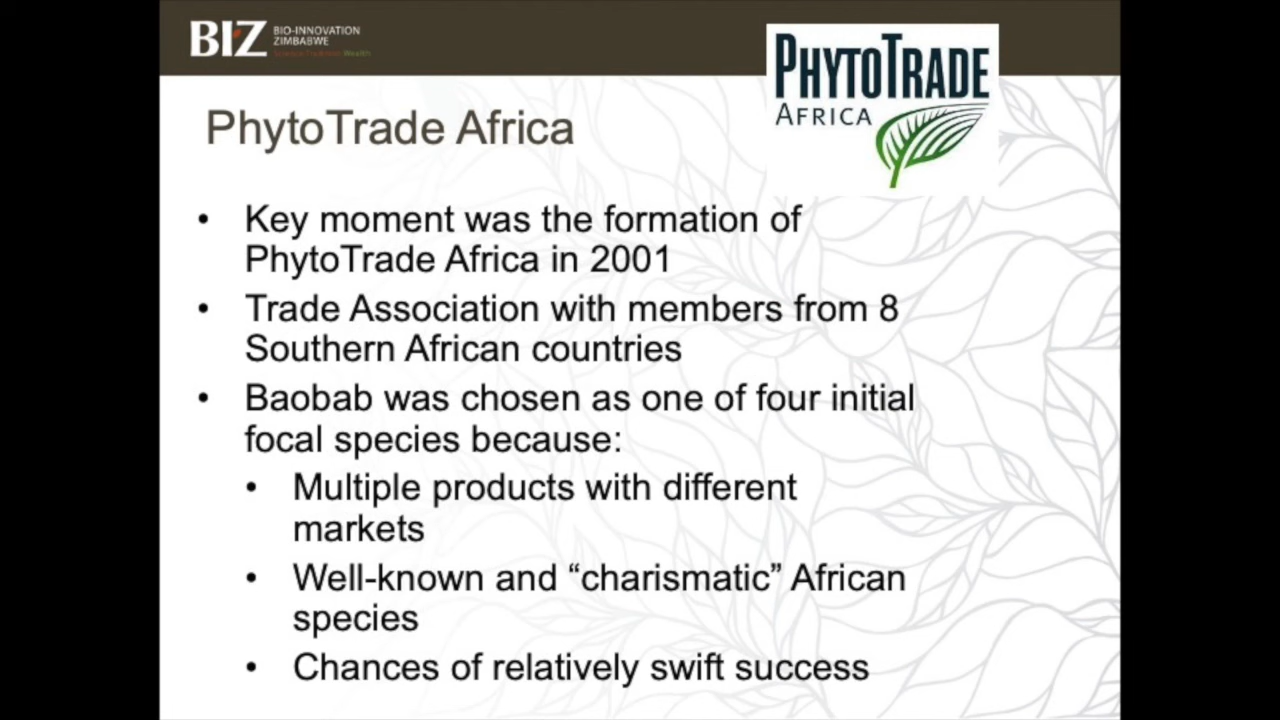 BIZ BIO-INNOVATION
ZIMBABWE
PHYTOTRADE
AFRICA
PhytoTrade Africa
• Key moment was the formation of
PhytoTrade Africa in 2001
• Trade Association with members from 8
Southern African countries
• Baobab was chosen as one of four initial
focal species because:
• Multiple products with different
markets
• Well-known and “charismatic” African
species
• Chances of relatively swift success